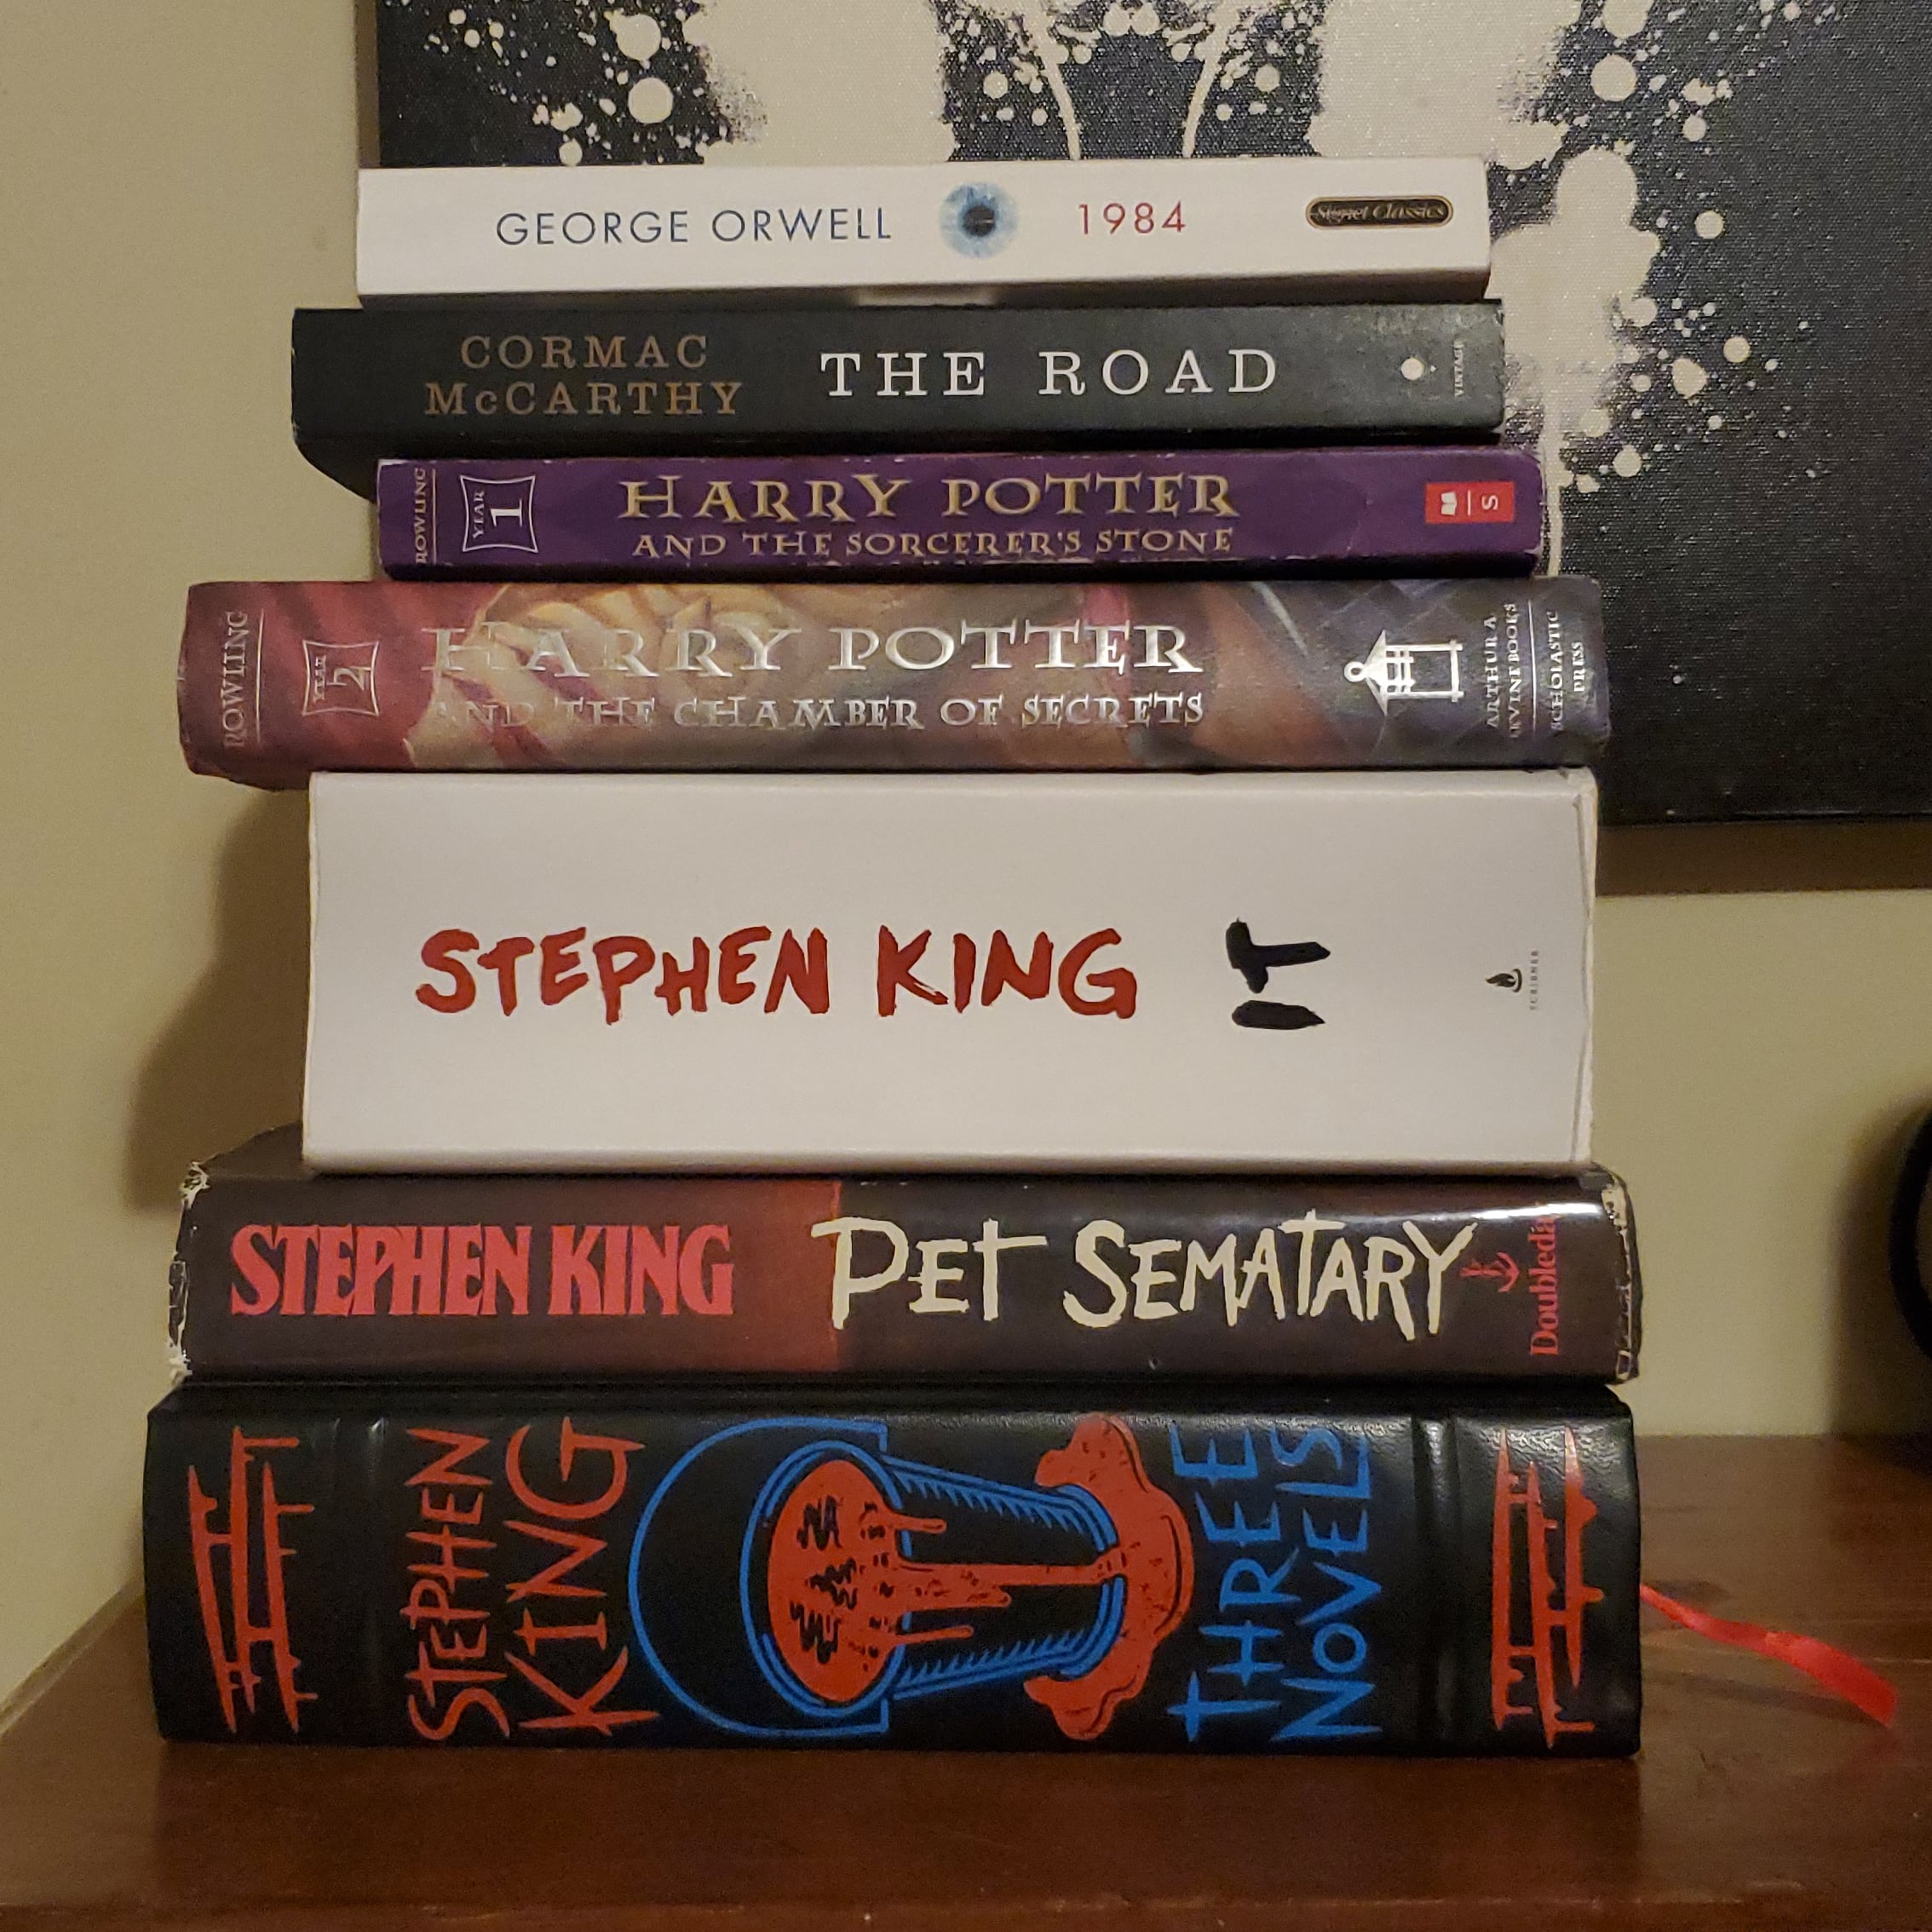 GEORGE ORWELL 1984 Signet Classics
CORMAC
McCARTHY
THE ROAD
VINTAGE
ROWLING
YEAR
1
HARRY POTTER
AND THE SORCERER'S STONE
S
ROWLING
YEAR
2
HARRY POTTER
AND THE CHAMBER OF SECRETS
ARTHUR A.
LEVINE BOOKS
SCHOLASTIC
PRESS
STEPHEN KING IT
SCRIBNER
STEPHEN KING PET SEMATARY
Doubleday
STEPHEN
KING
THREE
NOVELS